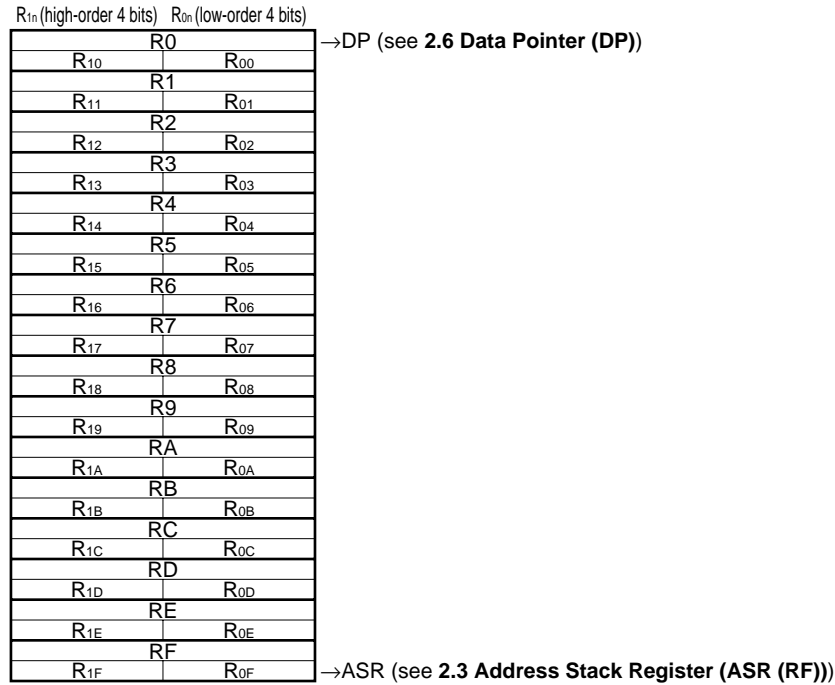 R1n (high-order 4 bits) R0n (low-order 4 bits)
R0 →DP (see 2.6 Data Pointer (DP))
R10 R00
R1
R11 R01
R2
R12 R02
R3
R13 R03
R4
R14 R04
R5
R15 R05
R6
R16 R06
R7
R17 R07
R8
R18 R08
R9
R19 R09
RA
R1A R0A
RB
R1B R0B
RC
R1C R0C
RD
R1D R0D
RE
R1E R0E
RF
R1F R0F →ASR (see 2.3 Address Stack Register (ASR (RF)))